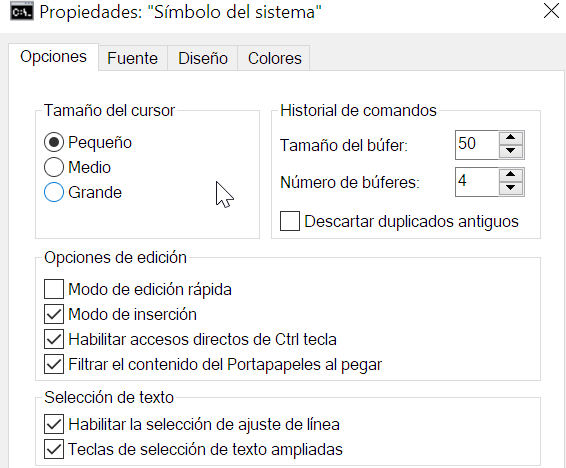 Propiedades: "Símbolo del sistema"
Opciones Fuente Diseño Colores
Tamaño del cursor
Pequeño
Medio
Grande
Historial de comandos
Tamaño del búfer: 50
Número de búferes: 4
Descartar duplicados antiguos
Opciones de edición
Modo de edición rápida
Modo de inserción
Habilitar accesos directos de Ctrl tecla
Filtrar el contenido del Portapapeles al pegar
Selección de texto
Habilitar la selección de ajuste de línea
Teclas de selección de texto ampliadas